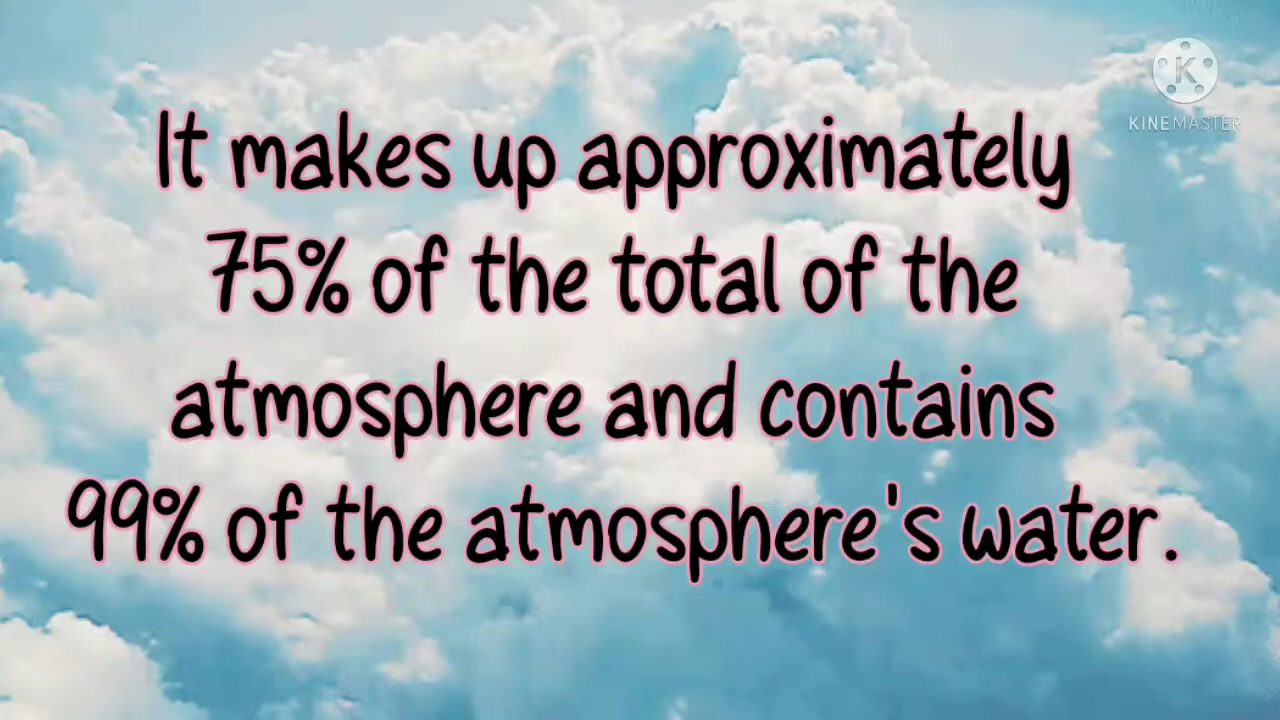 KINEMASTER
It makes up approximately
75% of the total of the
atmosphere and contains
99% of the atmosphere's water.